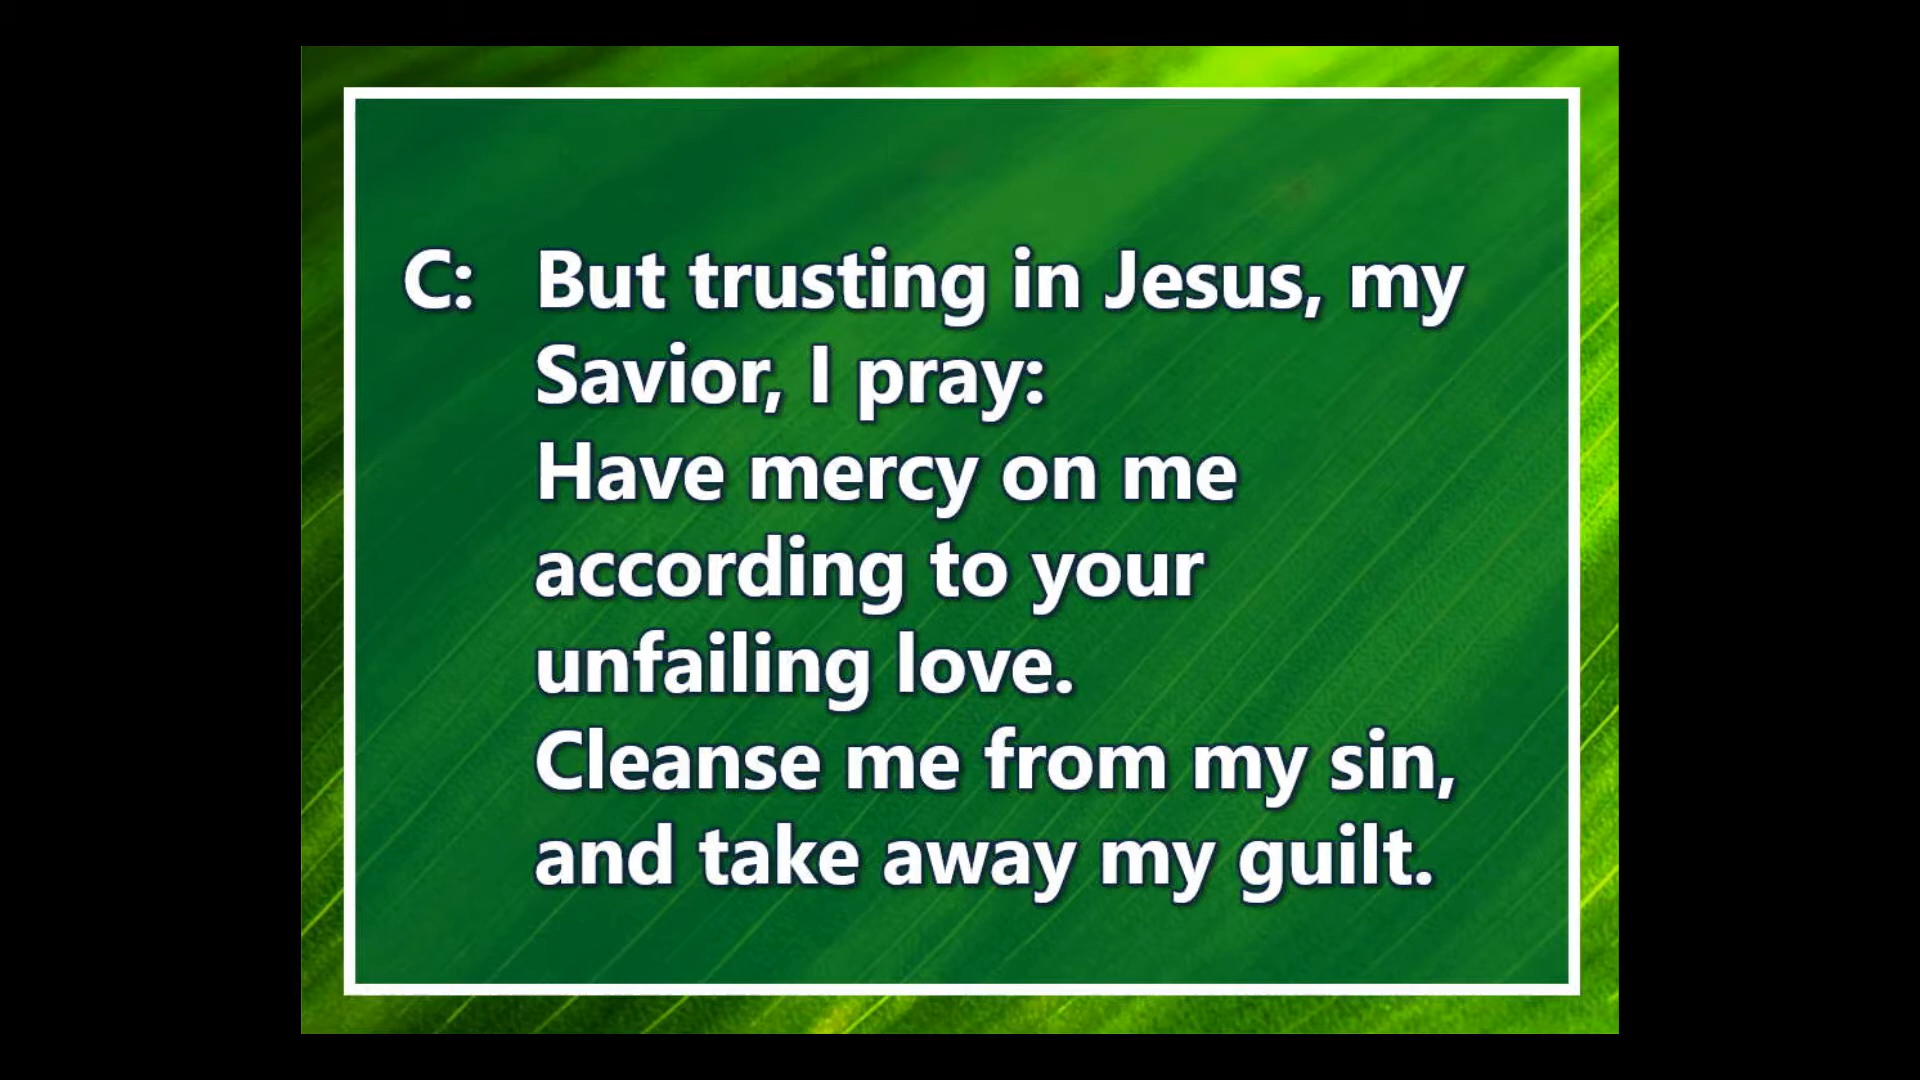 C: But trusting in Jesus, my
Savior, I pray:
Have mercy on me
according to your
unfailing love.
Cleanse me from my sin,
and take away my guilt.